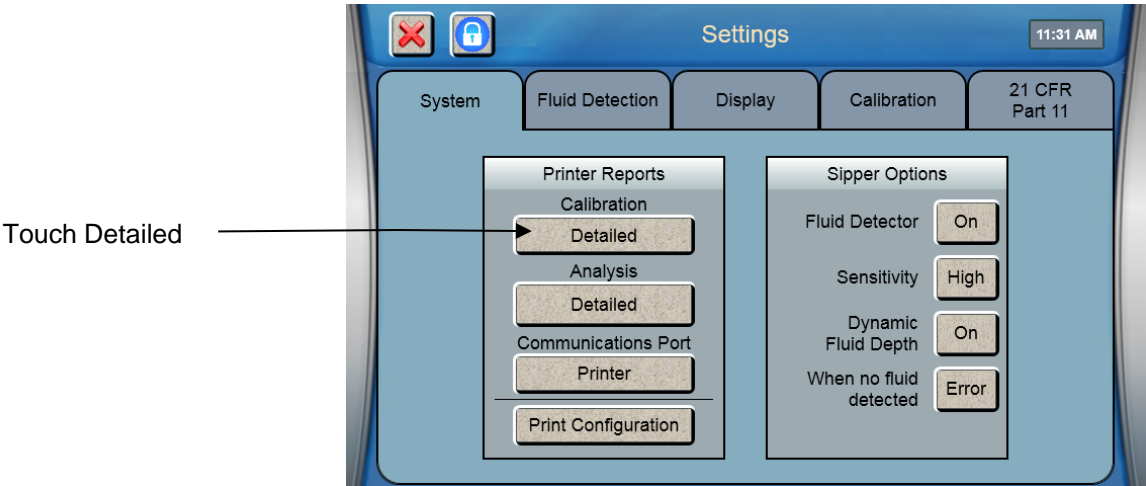 Settings
11:31 AM
System
Fluid Detection
Display
Calibration
21 CFR
Part 11
Touch Detailed
Printer Reports
Calibration
Detailed
Analysis
Detailed
Communications Port
Printer
Print Configuration
Sipper Options
Fluid Detector
On
Sensitivity
High
Dynamic
Fluid Depth
On
When no fluid
detected
Error